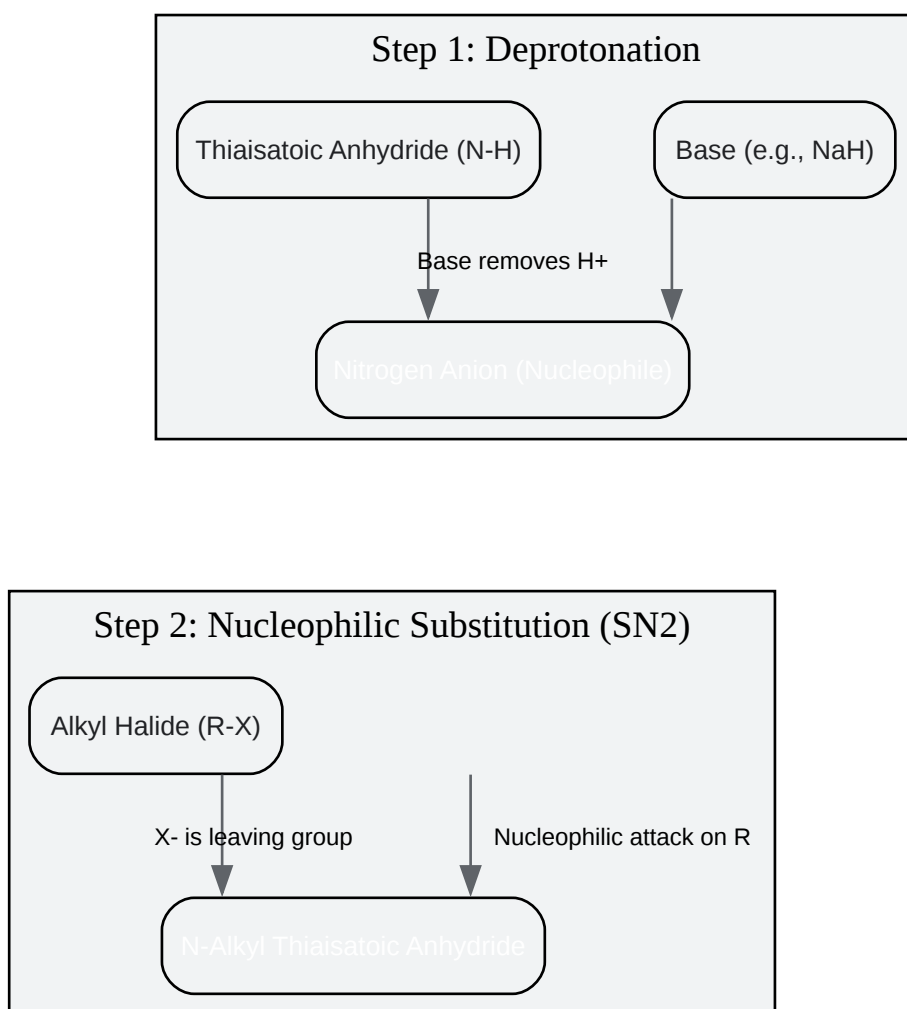 Step 1: Deprotonation
Thiaisatoic Anhydride (N-H)
Base (e.g., NaH)
Base removes H+
Nitrogen Anion (Nucleophile)
Step 2: Nucleophilic Substitution (SN2)
Alkyl Halide (R-X)
X- is leaving group
Nucleophilic attack on R
N-Alkyl Thiaisatoic Anhydride